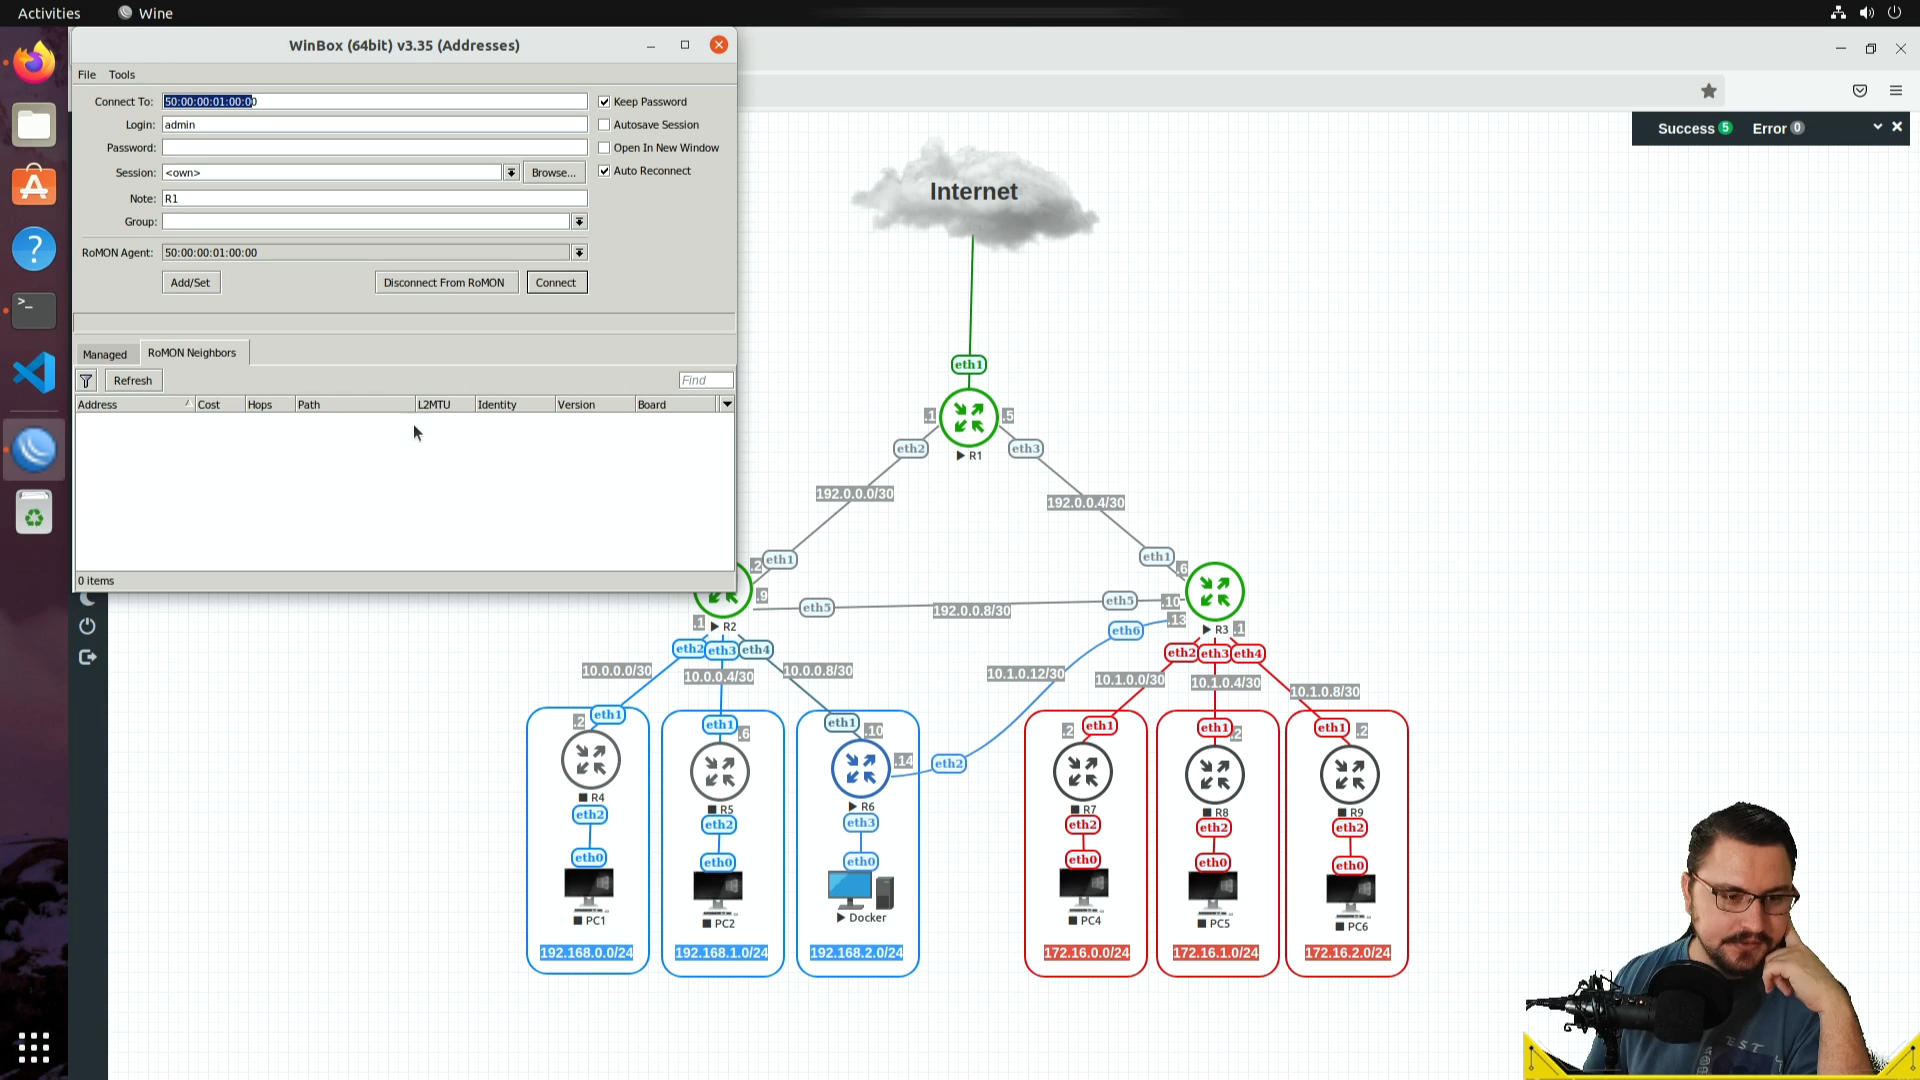 Activities
Wine
WinBox (64bit) v3.35 (Addresses)
File Tools
Connect To: 50:00:00:01:00:00
Keep Password
Login: admin
Autosave Session
Password:
Open In New Window
Session: <own>
Browse...
Auto Reconnect
Note: R1
Group:
RoMON Agent: 50:00:00:01:00:00
Add/Set
Disconnect From RoMON
Connect
Managed
RoMON Neighbors
Refresh
Find
Address Cost Hops Path L2MTU Identity Version Board
0 items
Success 5 Error 0
Internet
eth1
.1
.5
R1
eth2
eth3
192.0.0.0/30
192.0.0.4/30
eth1
.2
eth1
.6
.9
eth5
192.0.0.8/30
eth5
.10
.13
.1
R2
eth6
R3
.1
eth2
eth3
eth4
eth2
eth3
eth4
10.0.0.0/30
10.0.0.4/30
10.0.0.8/30
10.1.0.12/30
10.1.0.0/30
10.1.0.4/30
10.1.0.8/30
.2
eth1
R4
eth2
eth0
PC1
192.168.0.0/24
eth1
.6
R5
eth2
eth0
PC2
192.168.1.0/24
eth1
.10
.14
eth2
R6
eth3
eth0
Docker
192.168.2.0/24
.2
eth1
R7
eth2
eth0
PC4
172.16.0.0/24
eth1
.2
R8
eth2
eth0
PC5
172.16.1.0/24
eth1
.2
R9
eth2
eth0
PC6
172.16.2.0/24